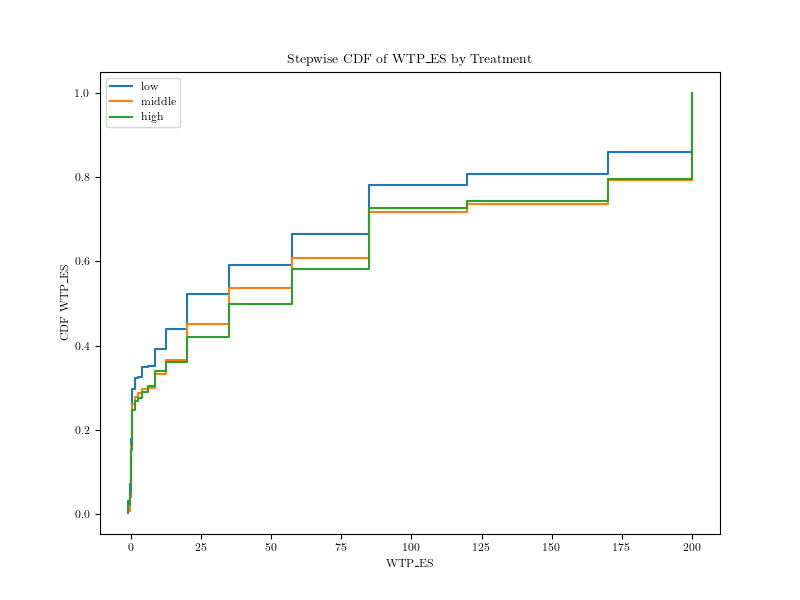 Stepwise CDF of WTP_ES by Treatment
low
middle
high
1.0
0.8
0.6
0.4
0.2
0.0
CDF WTP_ES
0 25 50 75 100 125 150 175 200
WTP_ES